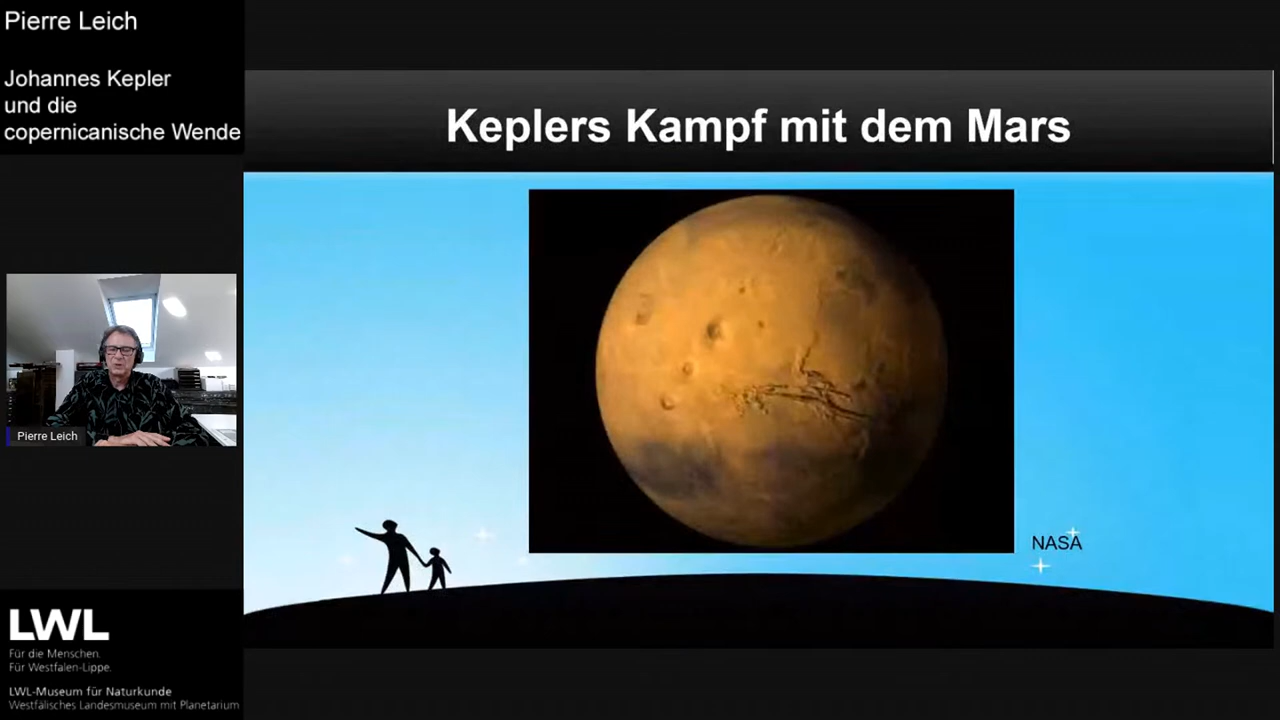 Pierre Leich
Johannes Kepler
und die
copernicanische Wende
Keplers Kampf mit dem Mars
NASA
Pierre Leich
LWL
Für die Menschen.
Für Westfalen-Lippe.
LWL-Museum für Naturkunde
Westfälisches Landesmuseum mit Planetarium